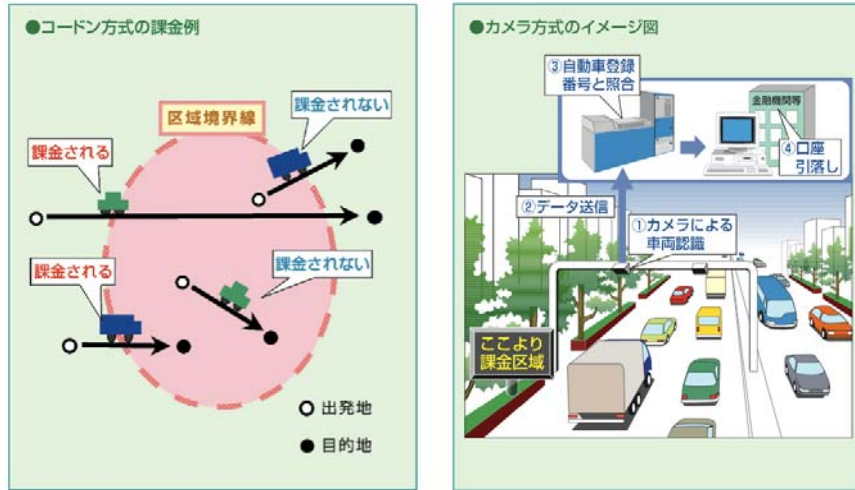 ●コードン方式の課金例
区域境界線
課金されない
課金される
課金される
課金されない
○ 出発地
● 目的地
●カメラ方式のイメージ図
③自動車登録
番号と照合
金融機関等
④口座
引落し
②データ送信
①カメラによる
車両認識
ここより
課金区域